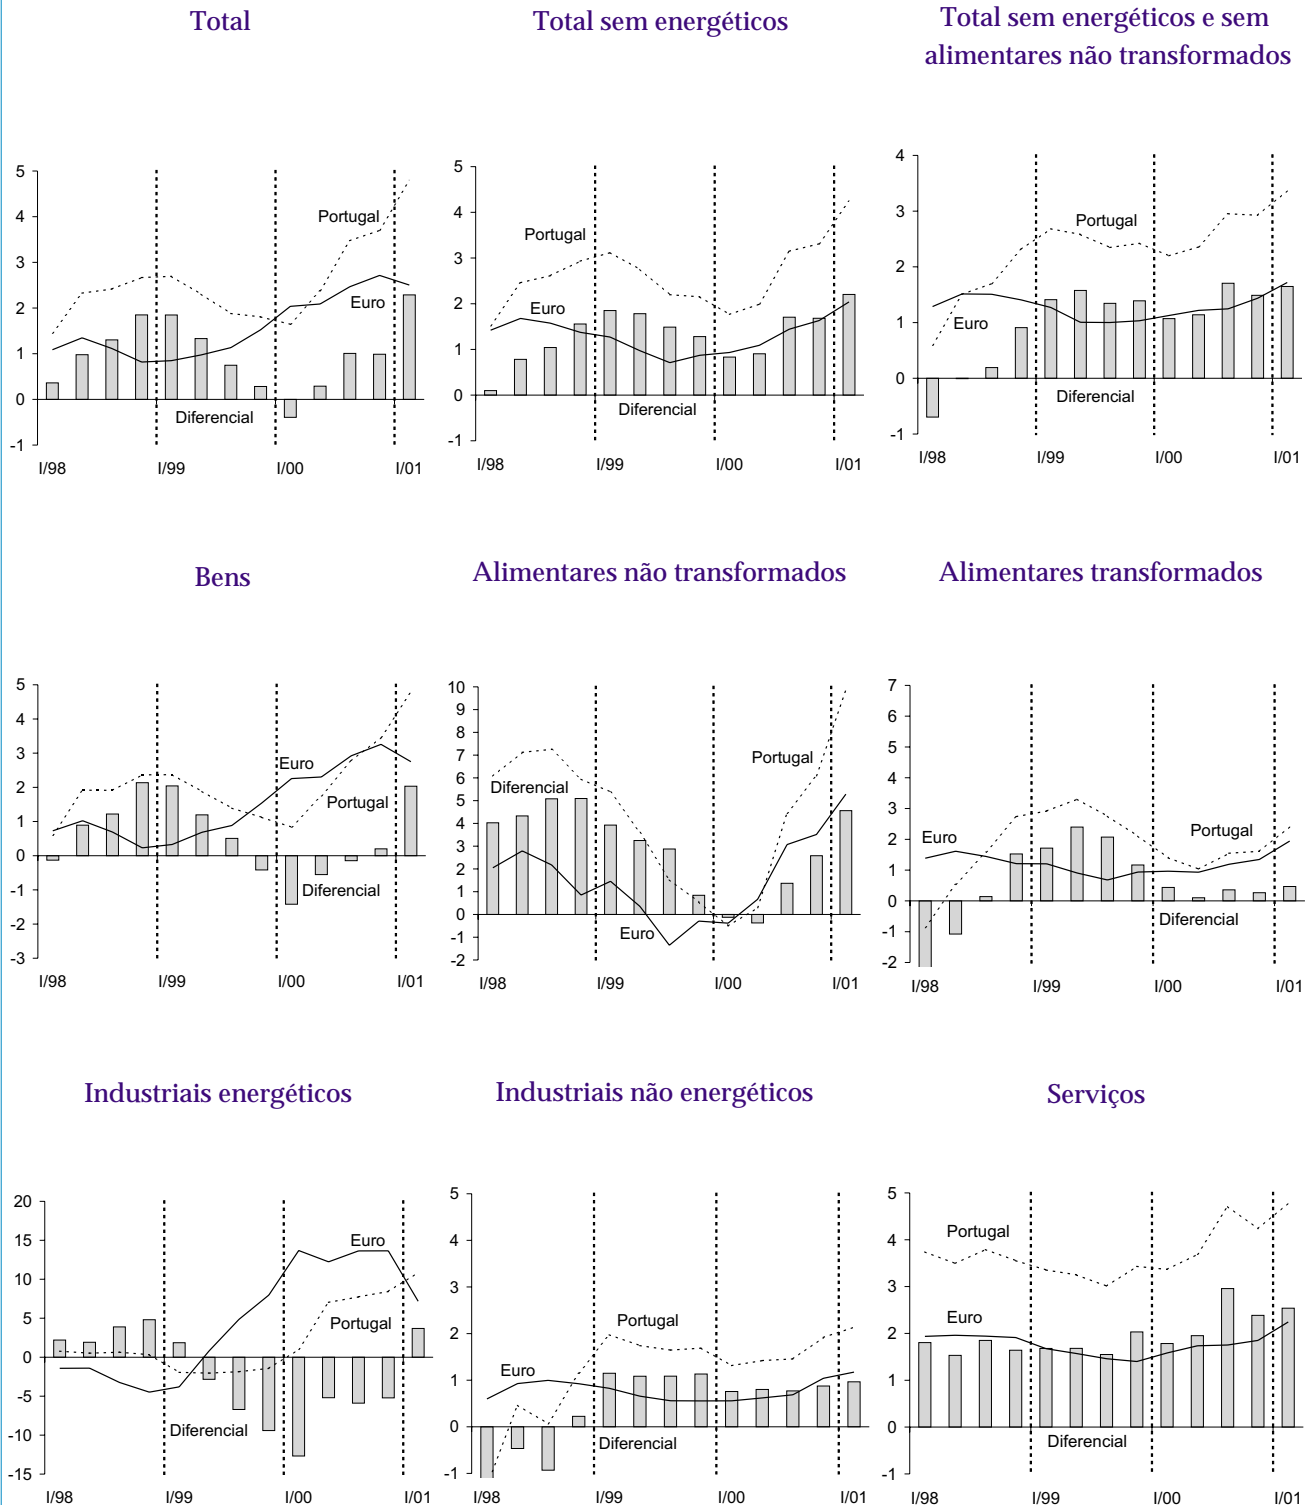 Total
Total sem energéticos
Total sem energéticos e sem
alimentares não transformados
5
4
3
2
1
0
-1
Portugal
Euro
Diferencial
I/98
I/99
I/00
I/01
5
4
3
2
1
0
-1
Portugal
Euro
Diferencial
I/98
I/99
I/00
I/01
4
3
2
1
0
-1
Portugal
Euro
Diferencial
I/98
I/99
I/00
I/01
Bens
Alimentares não transformados
Alimentares transformados
5
4
3
2
1
0
-1
-2
-3
Euro
Portugal
Diferencial
I/98
I/99
I/00
I/01
10
9
8
7
6
5
4
3
2
1
0
-1
-2
Portugal
Diferencial
Euro
I/98
I/99
I/00
I/01
7
6
5
4
3
2
1
0
-1
-2
Euro
Portugal
Diferencial
I/98
I/99
I/00
I/01
Industriais energéticos
Industriais não energéticos
Serviços
20
15
10
5
0
-5
-10
-15
Euro
Portugal
Diferencial
I/98
I/99
I/00
I/01
5
4
3
2
1
0
-1
Portugal
Euro
Diferencial
I/98
I/99
I/00
I/01
5
4
3
2
1
0
-1
Portugal
Euro
Diferencial
I/98
I/99
I/00
I/01